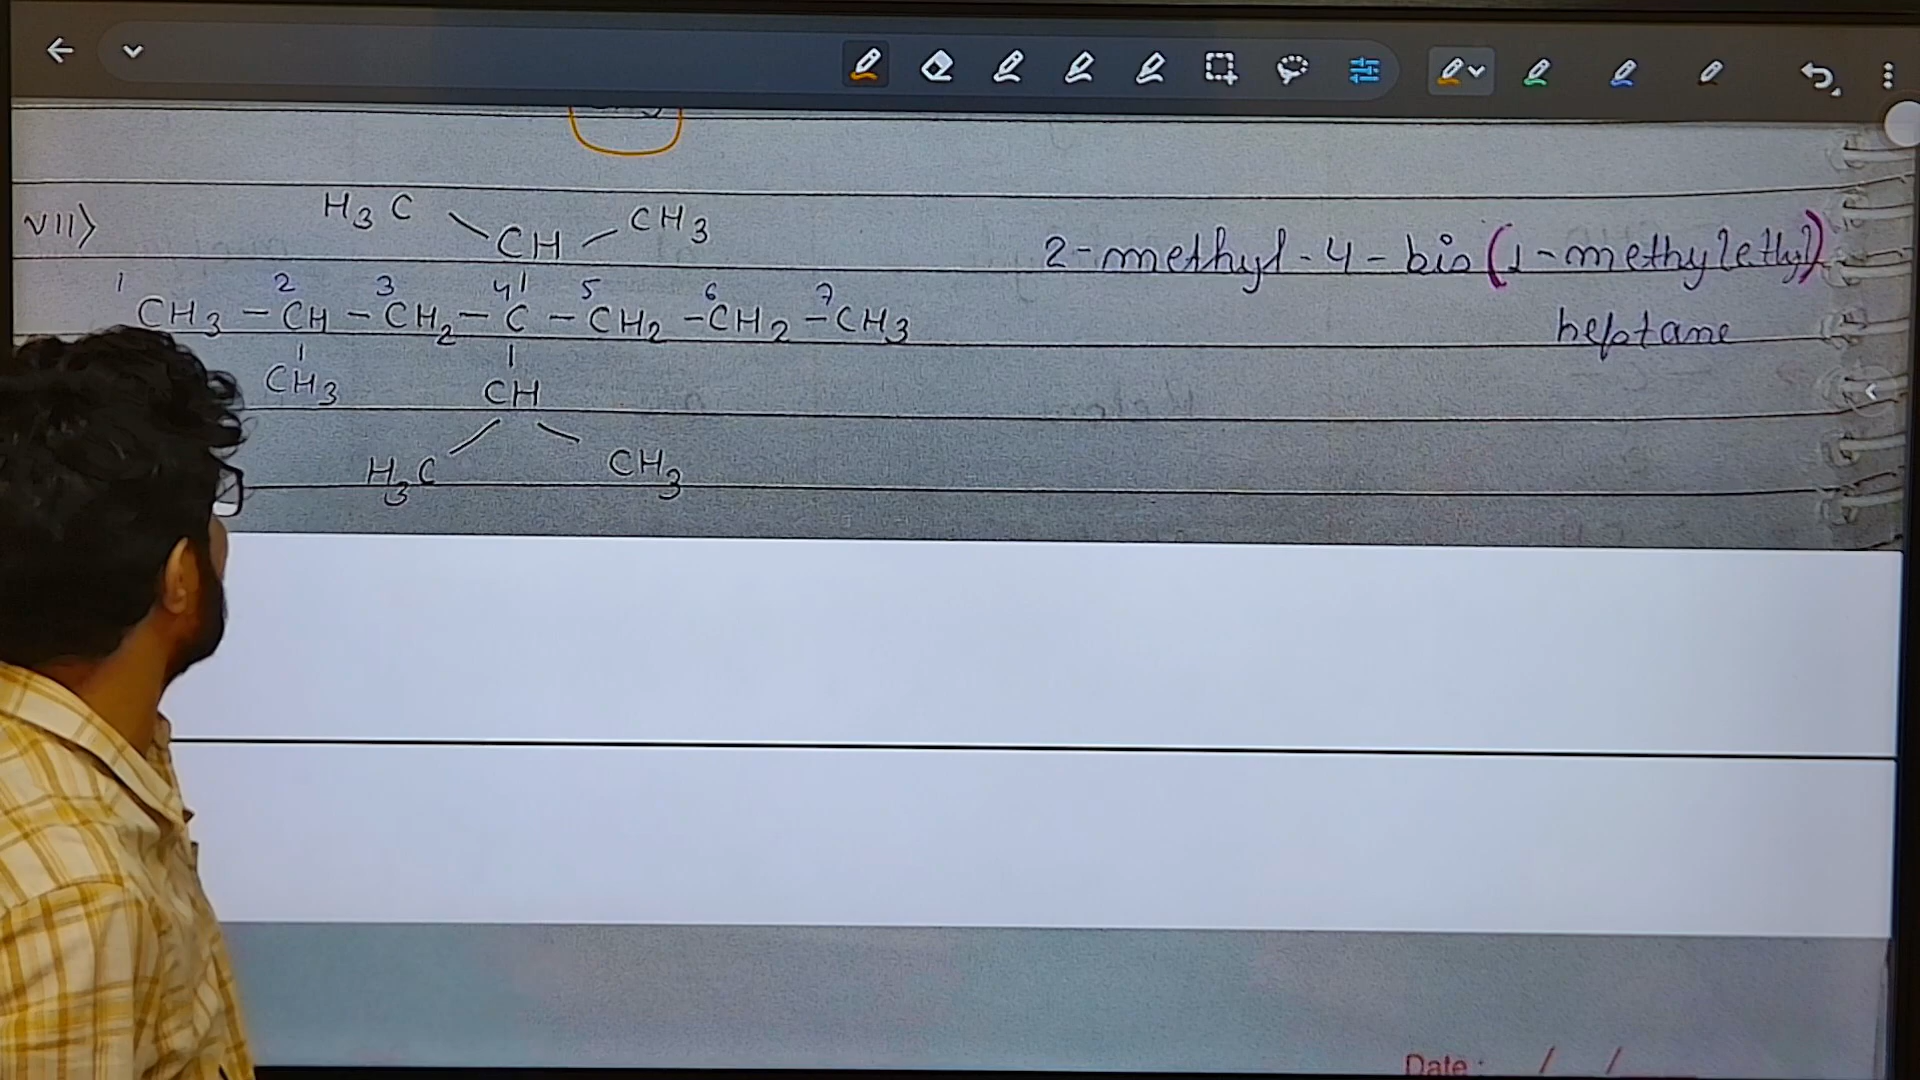 vii>
H3C
CH3
CH
1 2 3 4 5 6 7
CH3 - CH - CH2 - C - CH2 - CH2 - CH3
CH3 CH
H3C CH3
2-methyl-4-bis(1-methylethyl)
heptane
Date : / /